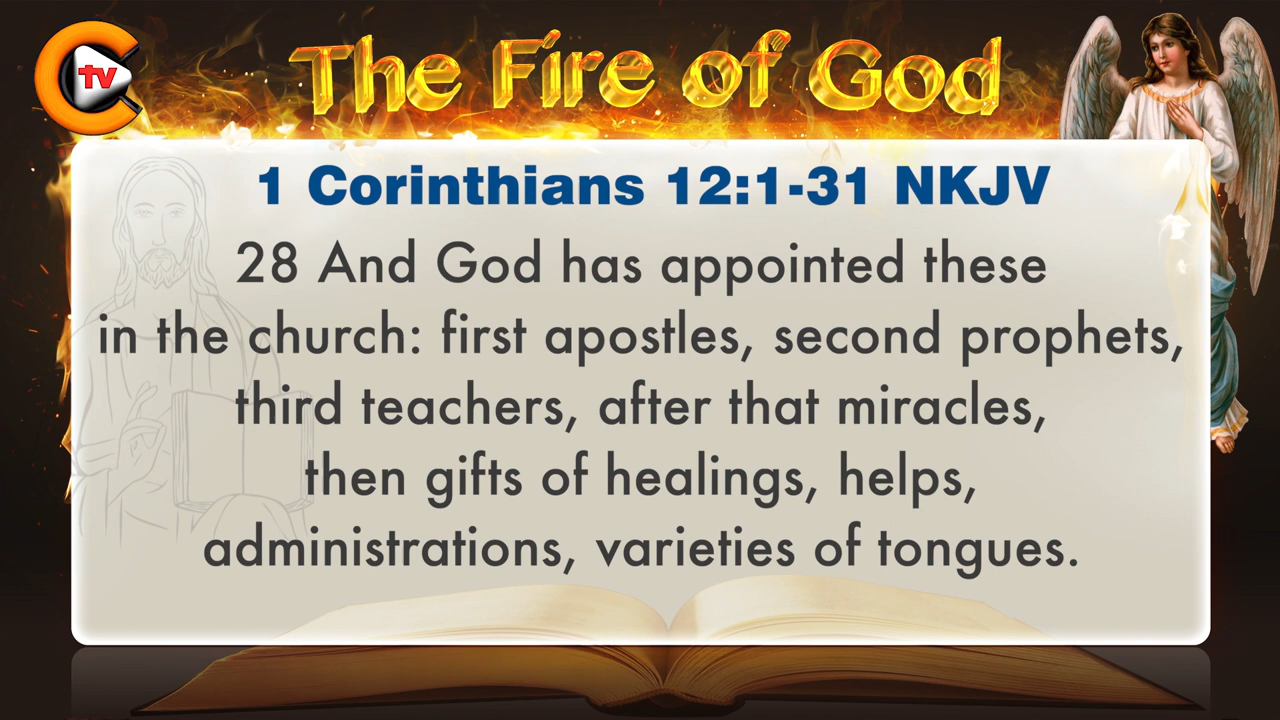 tv
The Fire of God
1 Corinthians 12:1-31 NKJV
28 And God has appointed these
in the church: first apostles, second prophets,
third teachers, after that miracles,
then gifts of healings, helps,
administrations, varieties of tongues.